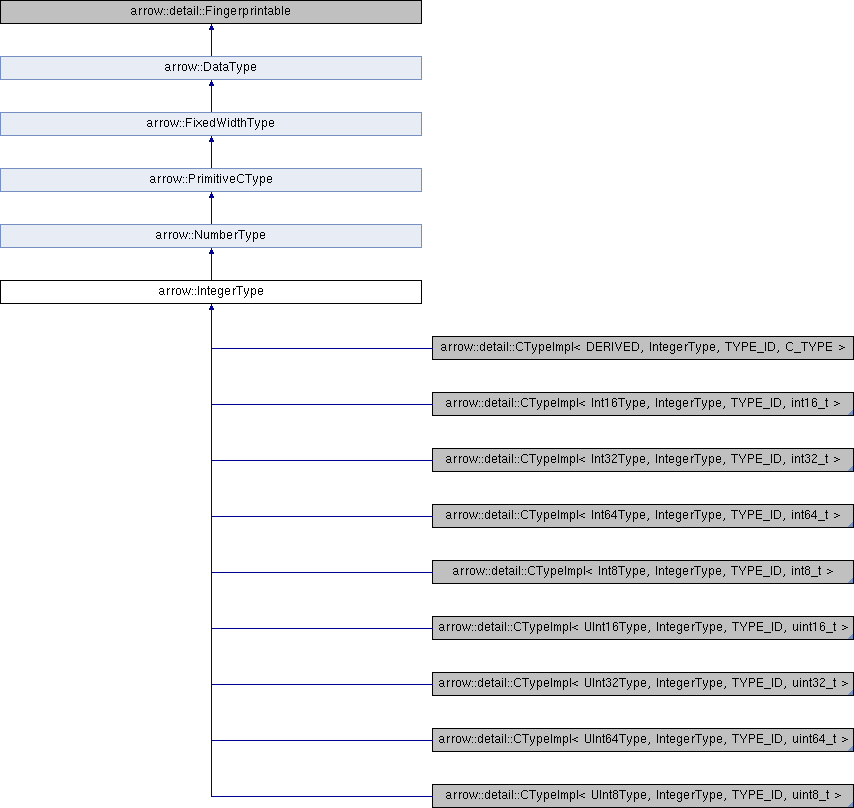 arrow::detail::Fingerprintable
arrow::DataType
arrow::FixedWidthType
arrow::PrimitiveCType
arrow::NumberType
arrow::IntegerType
arrow::detail::CTypeImpl< DERIVED, IntegerType, TYPE_ID, C_TYPE >
arrow::detail::CTypeImpl< Int16Type, IntegerType, TYPE_ID, int16_t >
arrow::detail::CTypeImpl< Int32Type, IntegerType, TYPE_ID, int32_t >
arrow::detail::CTypeImpl< Int64Type, IntegerType, TYPE_ID, int64_t >
arrow::detail::CTypeImpl< Int8Type, IntegerType, TYPE_ID, int8_t >
arrow::detail::CTypeImpl< UInt16Type, IntegerType, TYPE_ID, uint16_t >
arrow::detail::CTypeImpl< UInt32Type, IntegerType, TYPE_ID, uint32_t >
arrow::detail::CTypeImpl< UInt64Type, IntegerType, TYPE_ID, uint64_t >
arrow::detail::CTypeImpl< UInt8Type, IntegerType, TYPE_ID, uint8_t >